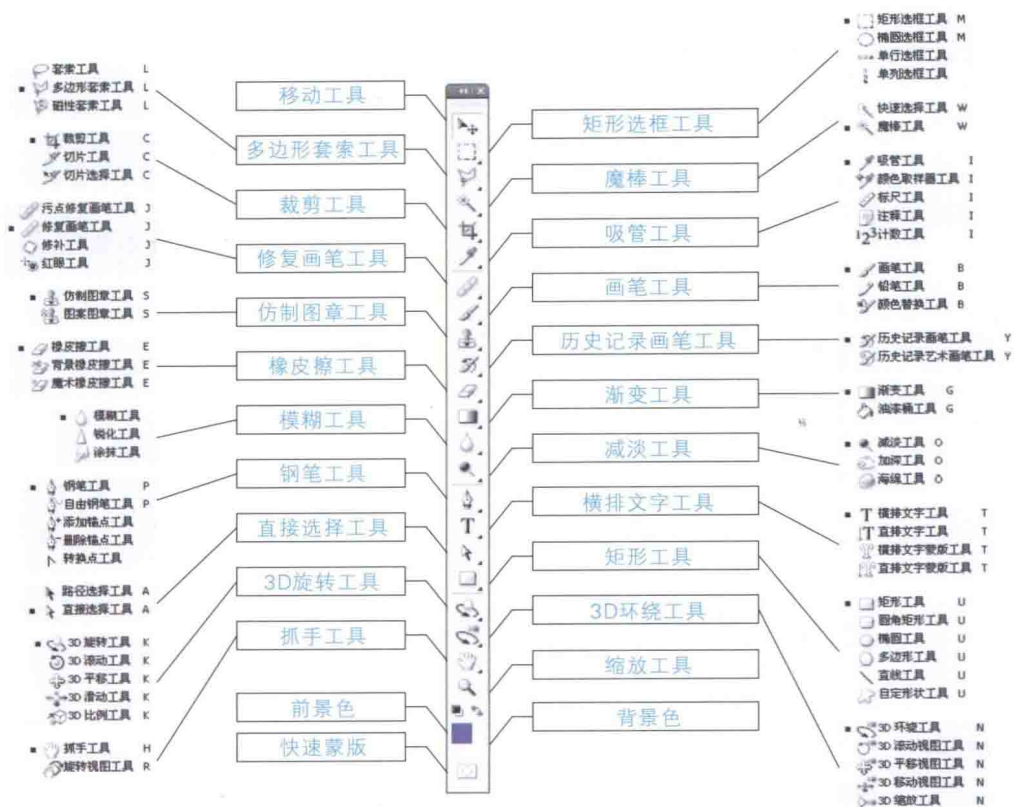 套索工具 L
多边形套索工具 L
磁性套索工具 L
裁剪工具 C
切片工具 C
切片选择工具 C
污点修复画笔工具 J
修复画笔工具 J
修补工具 J
红眼工具 J
仿制图章工具 S
图案图章工具 S
橡皮擦工具 E
背景橡皮擦工具 E
魔术橡皮擦工具 E
模糊工具
锐化工具
涂抹工具
钢笔工具 P
自由钢笔工具 P
添加锚点工具
删除锚点工具
转换点工具
路径选择工具 A
直接选择工具 A
3D 旋转工具 K
3D 滚动工具 K
3D 平移工具 K
3D 滑动工具 K
3D 比例工具 K
抓手工具 H
旋转视图工具 R
移动工具
多边形套索工具
裁剪工具
修复画笔工具
仿制图章工具
橡皮擦工具
模糊工具
钢笔工具
直接选择工具
3D旋转工具
抓手工具
前景色
快速蒙版
矩形选框工具
魔棒工具
吸管工具
画笔工具
历史记录画笔工具
渐变工具
减淡工具
横排文字工具
矩形工具
3D环绕工具
缩放工具
背景色
矩形选框工具 M
椭圆选框工具 M
单行选框工具
单列选框工具
快速选择工具 W
魔棒工具 W
吸管工具 I
颜色取样器工具 I
标尺工具 I
注释工具 I
123计数工具 I
画笔工具 B
铅笔工具 B
颜色替换工具 B
历史记录画笔工具 Y
历史记录艺术画笔工具 Y
渐变工具 G
油漆桶工具 G
减淡工具 O
加深工具 O
海绵工具 O
T 横排文字工具 T
T 直排文字工具 T
横排文字蒙版工具 T
直排文字蒙版工具 T
矩形工具 U
圆角矩形工具 U
椭圆工具 U
多边形工具 U
直线工具 U
自定形状工具 U
3D 环绕工具 N
3D 滚动视图工具 N
3D 平移视图工具 N
3D 移动视图工具 N
3D 缩放工具 N